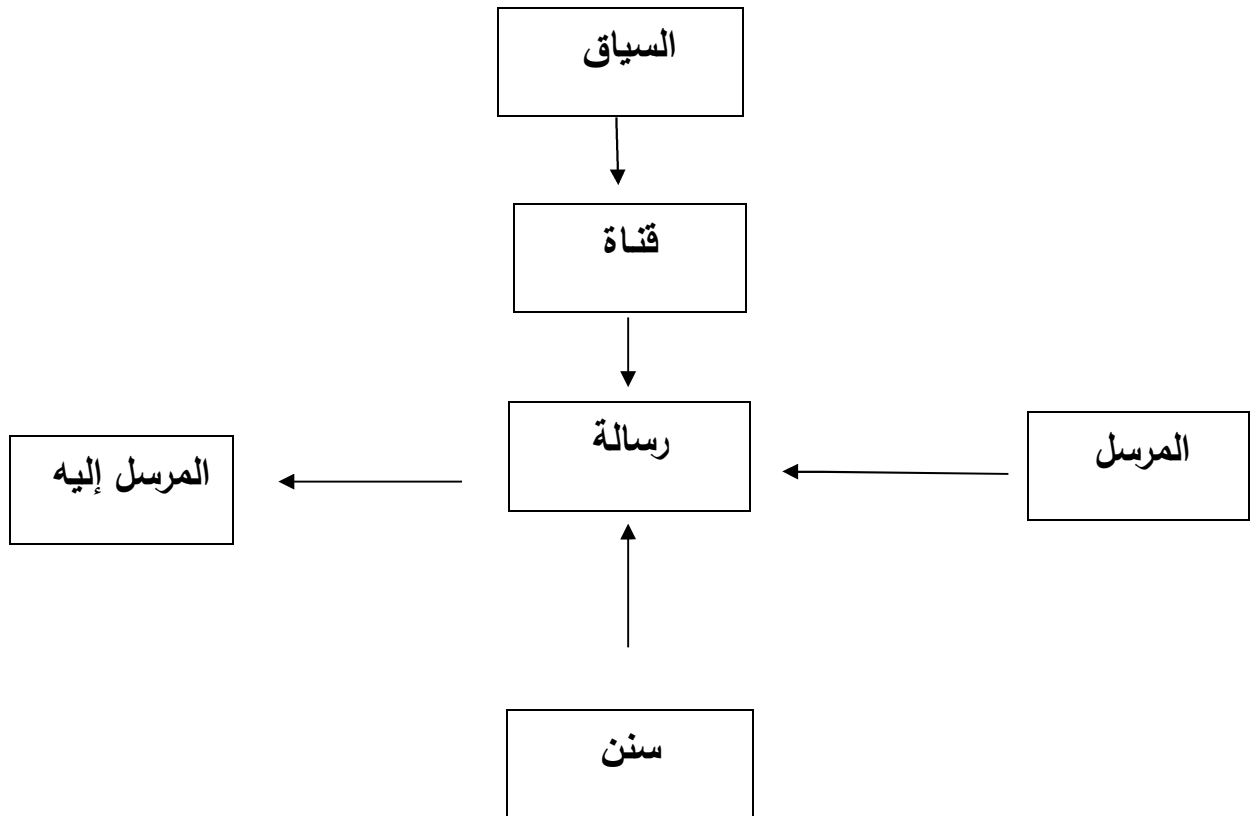 السياق
قناة
رسالة
المرسل
المرسل إليه
سنن